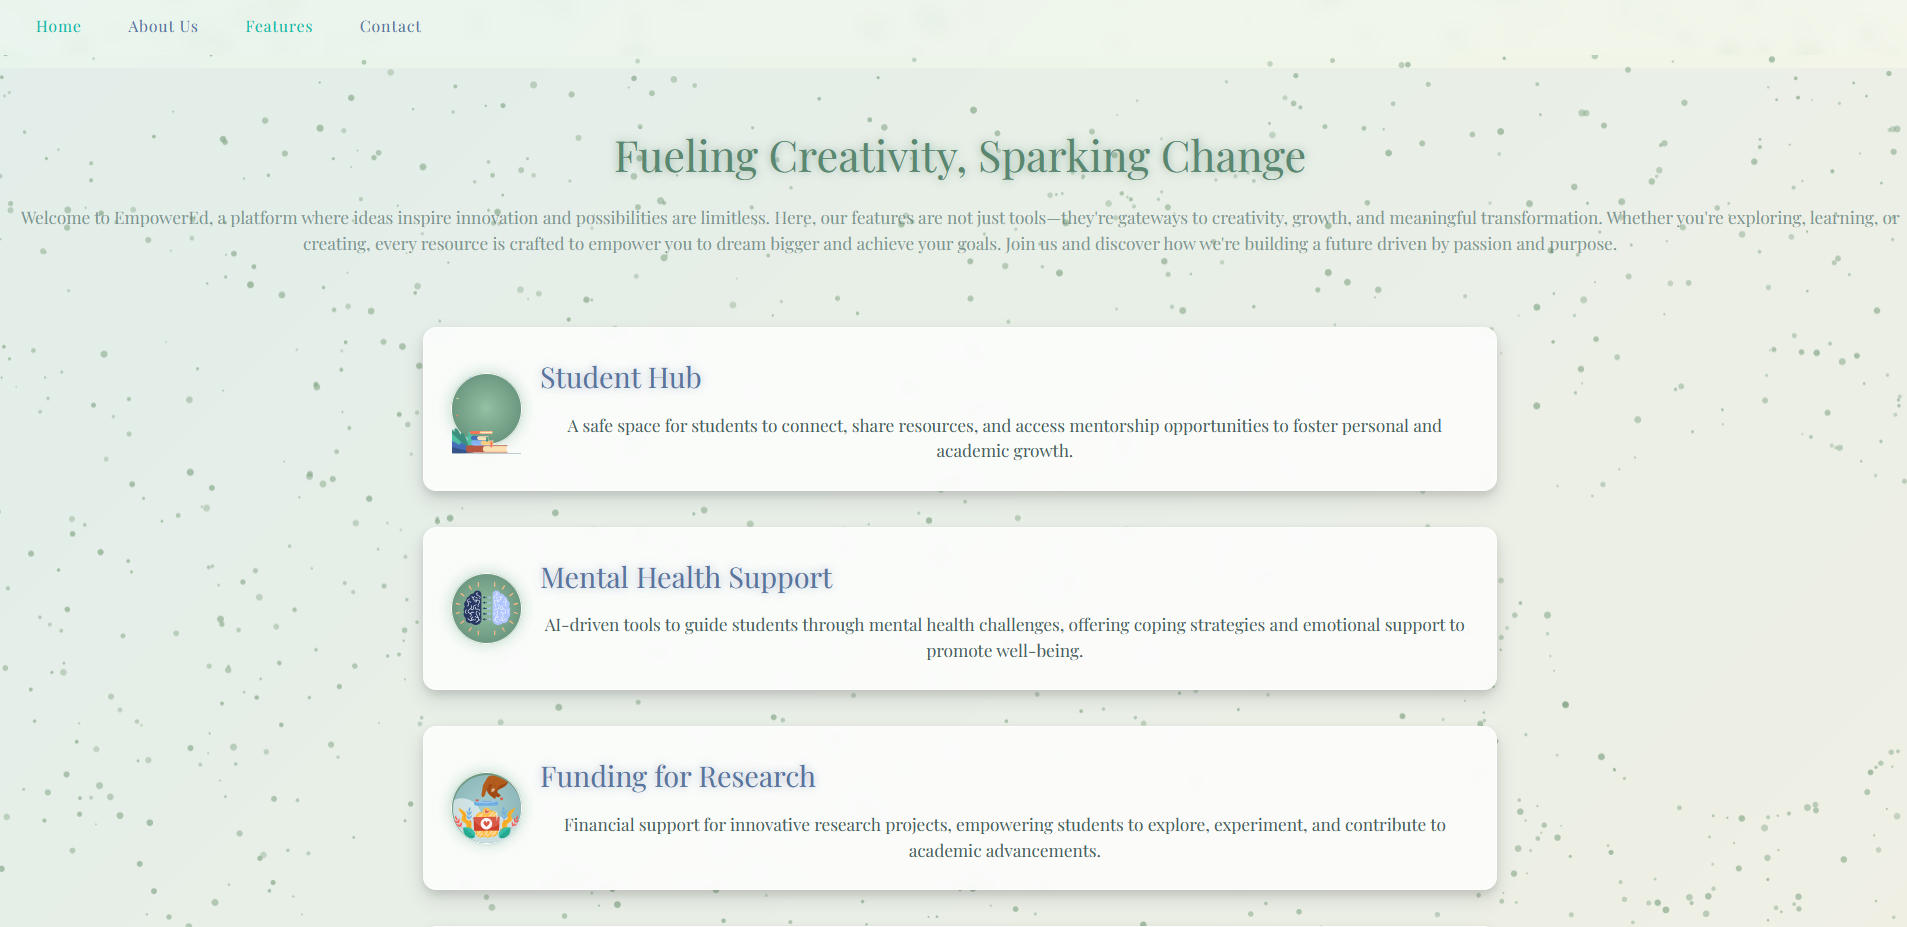 Home About Us Features Contact
Fueling Creativity, Sparking Change
Welcome to EmpowerEd, a platform where ideas inspire innovation and possibilities are limitless. Here, our features are not just tools—they're gateways to creativity, growth, and meaningful transformation. Whether you're exploring, learning, or
creating, every resource is crafted to empower you to dream bigger and achieve your goals. Join us and discover how we're building a future driven by passion and purpose.
Student Hub
A safe space for students to connect, share resources, and access mentorship opportunities to foster personal and
academic growth.
Mental Health Support
AI-driven tools to guide students through mental health challenges, offering coping strategies and emotional support to
promote well-being.
Funding for Research
Financial support for innovative research projects, empowering students to explore, experiment, and contribute to
academic advancements.